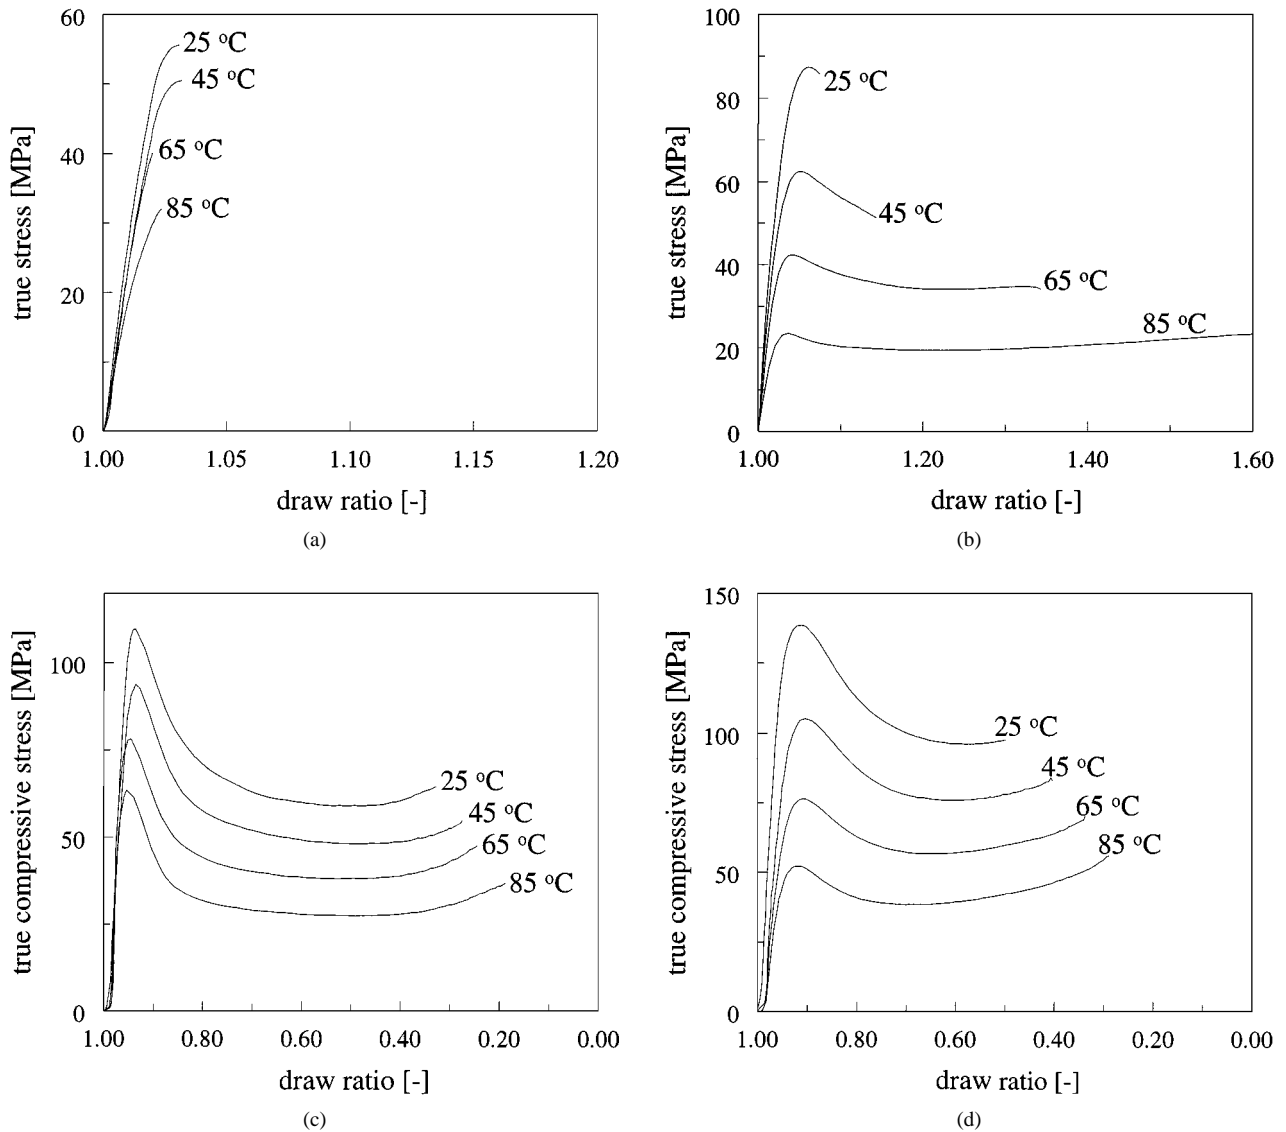 60
40
20
0
true stress [MPa]
25 °C
45 °C
65 °C
85 °C
1.00 1.05 1.10 1.15 1.20
draw ratio [-]
(a)
100
80
60
40
20
0
true stress [MPa]
25 °C
45 °C
65 °C
85 °C
1.00 1.20 1.40 1.60
draw ratio [-]
(b)
100
50
0
true compressive stress [MPa]
25 °C
45 °C
65 °C
85 °C
1.00 0.80 0.60 0.40 0.20 0.00
draw ratio [-]
(c)
150
100
50
0
true compressive stress [MPa]
25 °C
45 °C
65 °C
85 °C
1.00 0.80 0.60 0.40 0.20 0.00
draw ratio [-]
(d)